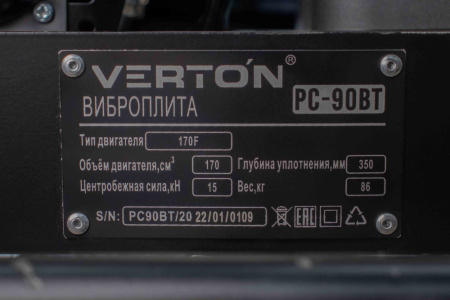 VERTON®
ВИБРОПЛИТА PC-90BT
Тип двигателя 170F
Объём двигателя,см³ 170 Глубина уплотнения,мм 350
Центробежная сила,кН 15 Вес,кг 86
S/N: PC90BT/20 22/01/0109 EAC